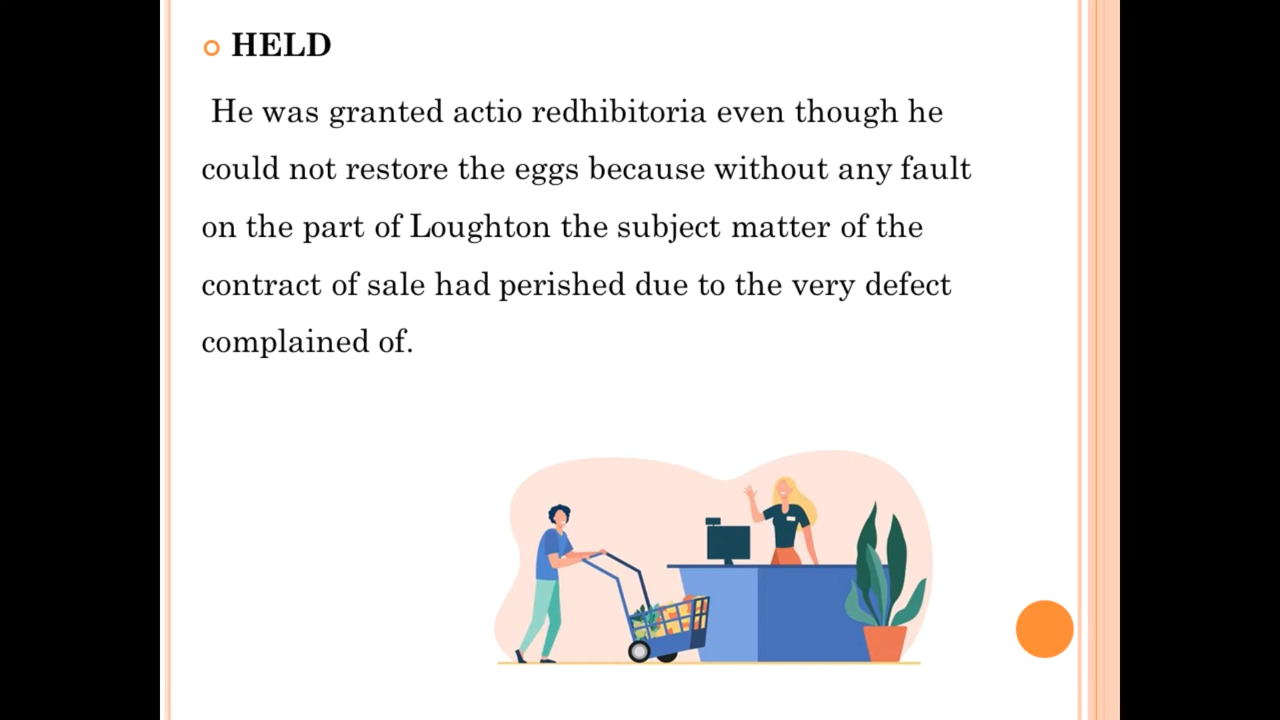 HELD
He was granted actio redhibitoria even though he
could not restore the eggs because without any fault
on the part of Loughton the subject matter of the
contract of sale had perished due to the very defect
complained of.